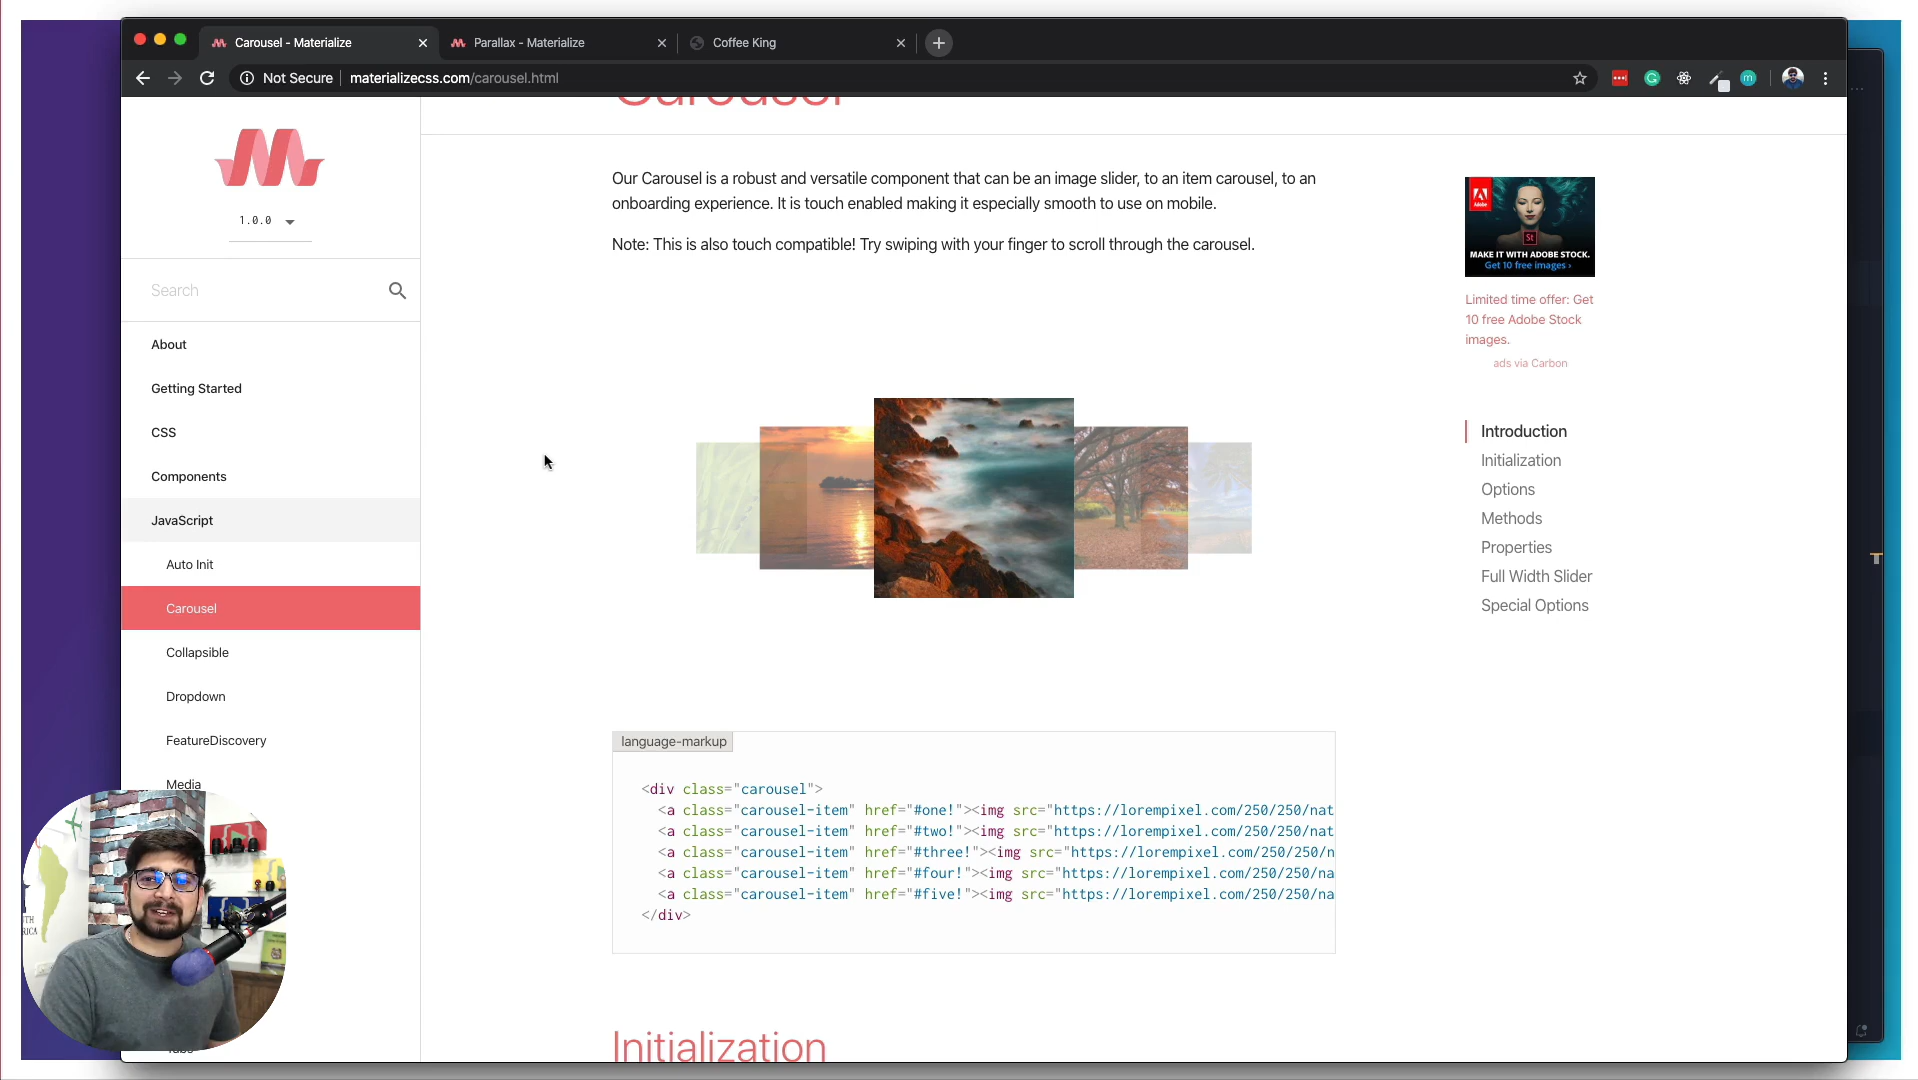 Carousel - Materialize
Parallax - Materialize
Coffee King
Not Secure
materializecss.com/carousel.html
Carousel
1.0.0
Search
About
Getting Started
CSS
Components
JavaScript
Auto Init
Carousel
Collapsible
Dropdown
FeatureDiscovery
Media
Our Carousel is a robust and versatile component that can be an image slider, to an item carousel, to an
onboarding experience. It is touch enabled making it especially smooth to use on mobile.
Note: This is also touch compatible! Try swiping with your finger to scroll through the carousel.
language-markup
<div class="carousel">
<a class="carousel-item" href="#one!"><img src="https://lorempixel.com/250/250/nat
<a class="carousel-item" href="#two!"><img src="https://lorempixel.com/250/250/nat
<a class="carousel-item" href="#three!"><img src="https://lorempixel.com/250/250/n
<a class="carousel-item" href="#four!"><img src="https://lorempixel.com/250/250/na
<a class="carousel-item" href="#five!"><img src="https://lorempixel.com/250/250/na
</div>
Initialization
Adobe
St
MAKE IT WITH ADOBE STOCK.
Get 10 free images ›
Limited time offer: Get
10 free Adobe Stock
images.
ads via Carbon
Introduction
Initialization
Options
Methods
Properties
Full Width Slider
Special Options